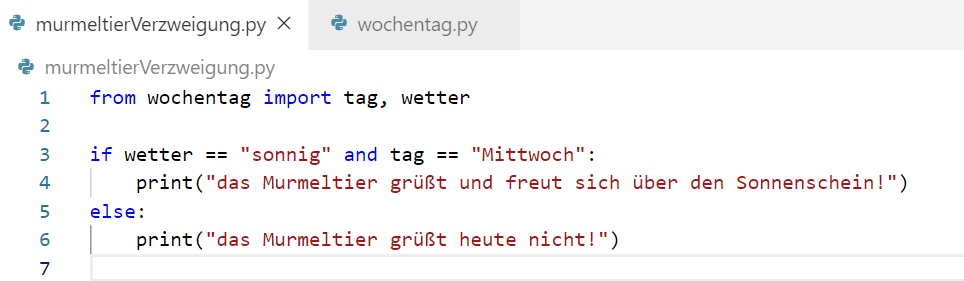 murmeltierVerzweigung.py wochentag.py
murmeltierVerzweigung.py
1 from wochentag import tag, wetter
2
3 if wetter == "sonnig" and tag == "Mittwoch":
4     print("das Murmeltier grüßt und freut sich über den Sonnenschein!")
5 else:
6     print("das Murmeltier grüßt heute nicht!")
7